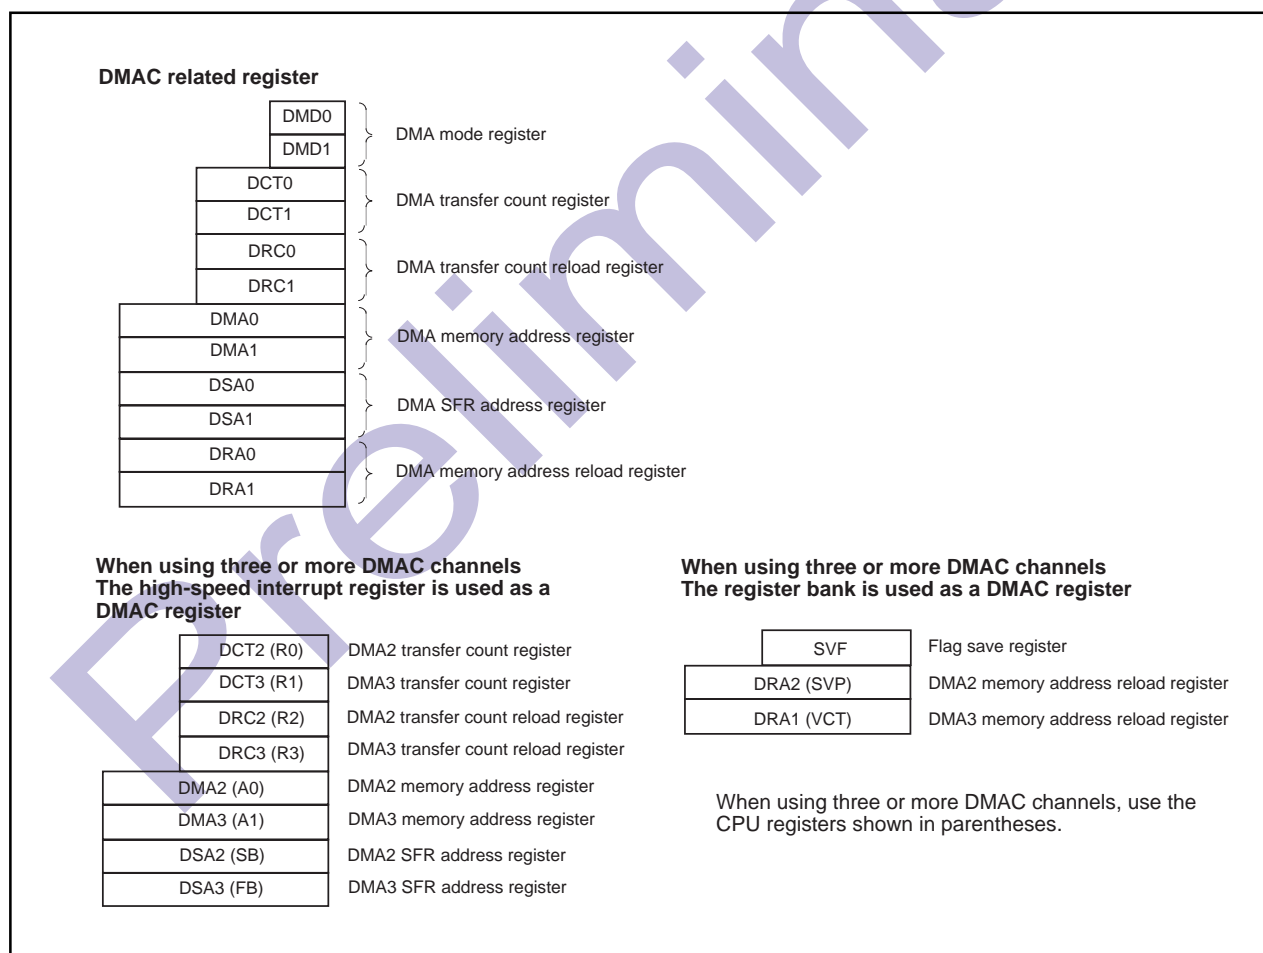 DMAC related register
DMD0
DMD1
DMA mode register
DCT0
DCT1
DMA transfer count register
DRC0
DRC1
DMA transfer count reload register
DMA0
DMA1
DMA memory address register
DSA0
DSA1
DMA SFR address register
DRA0
DRA1
DMA memory address reload register
When using three or more DMAC channels
The high-speed interrupt register is used as a
DMAC register
DCT2 (R0) DMA2 transfer count register
DCT3 (R1) DMA3 transfer count register
DRC2 (R2) DMA2 transfer count reload register
DRC3 (R3) DMA3 transfer count reload register
DMA2 (A0) DMA2 memory address register
DMA3 (A1) DMA3 memory address register
DSA2 (SB) DMA2 SFR address register
DSA3 (FB) DMA3 SFR address register
When using three or more DMAC channels
The register bank is used as a DMAC register
SVF Flag save register
DRA2 (SVP) DMA2 memory address reload register
DRA1 (VCT) DMA3 memory address reload register
When using three or more DMAC channels, use the
CPU registers shown in parentheses.
Prelimin